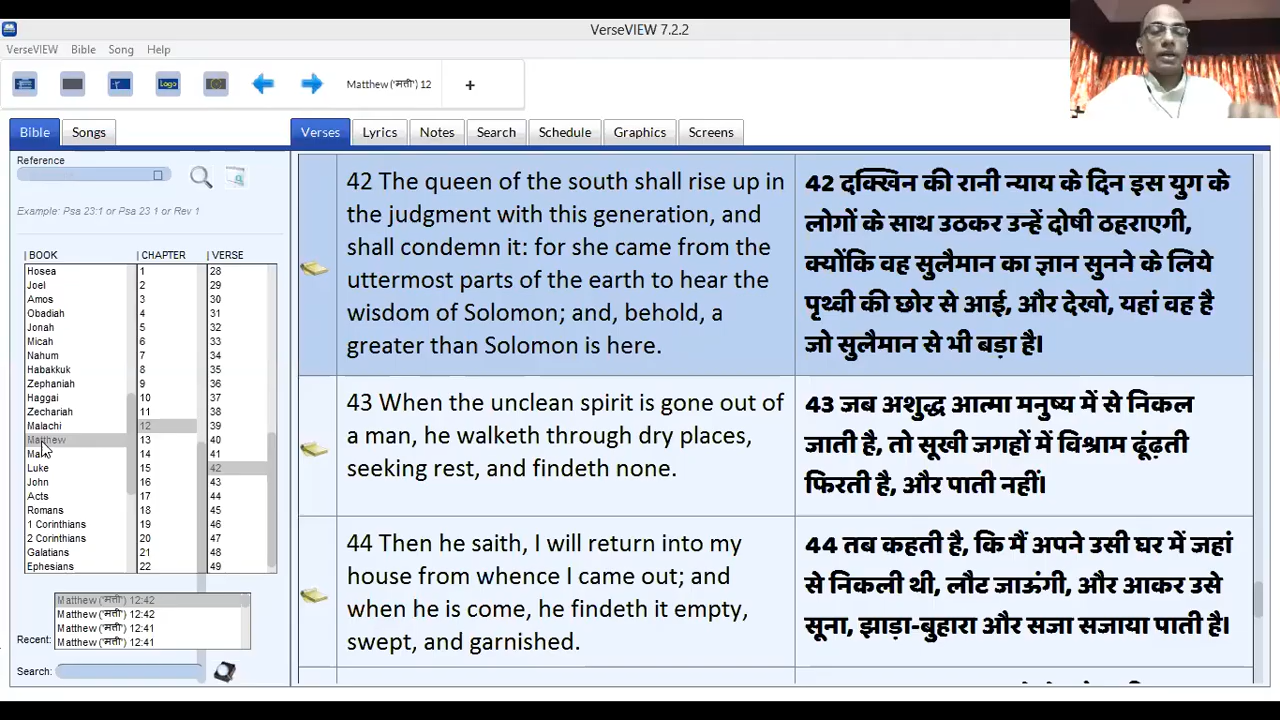 VerseVIEW 7.2.2
VerseVIEW Bible Song Help
Logo
Matthew ('मत्ती') 12 +
Bible Songs
Verses Lyrics Notes Search Schedule Graphics Screens
Reference
Example: Psa 23:1 or Psa 23 1 or Rev 1
| BOOK | CHAPTER | VERSE
Hosea 1 28
Joel 2 29
Amos 3 30
Obadiah 4 31
Jonah 5 32
Micah 6 33
Nahum 7 34
Habakkuk 8 35
Zephaniah 9 36
Haggai 10 37
Zechariah 11 38
Malachi 12 39
Matthew 13 40
14 41
Luke 15 42
John 16 43
Acts 17 44
Romans 18 45
1 Corinthians 19 46
2 Corinthians 20 47
Galatians 21 48
Ephesians 22 49
Matthew ('मत्ती') 12:42
Matthew ('मत्ती') 12:42
Matthew ('मत्ती') 12:41
Recent: Matthew ('मत्ती') 12:41
Search:
42 The queen of the south shall rise up in
the judgment with this generation, and
shall condemn it: for she came from the
uttermost parts of the earth to hear the
wisdom of Solomon; and, behold, a
greater than Solomon is here.
42 दक्खिन की रानी न्याय के दिन इस युग के
लोगों के साथ उठकर उन्हें दोषी ठहराएगी,
क्योंकि वह सुलैमान का ज्ञान सुनने के लिये
पृथ्वी की छोर से आई, और देखो, यहां वह है
जो सुलैमान से भी बड़ा है।
43 When the unclean spirit is gone out of
a man, he walketh through dry places,
seeking rest, and findeth none.
43 जब अशुद्ध आत्मा मनुष्य में से निकल
जाती है, तो सूखी जगहों में विश्राम ढूंढ़ती
फिरती है, और पाती नहीं।
44 Then he saith, I will return into my
house from whence I came out; and
when he is come, he findeth it empty,
swept, and garnished.
44 तब कहती है, कि मैं अपने उसी घर में जहां
से निकली थी, लौट जाऊंगी, और आकर उसे
सूना, झाड़ा-बुहारा और सजा सजाया पाती है।